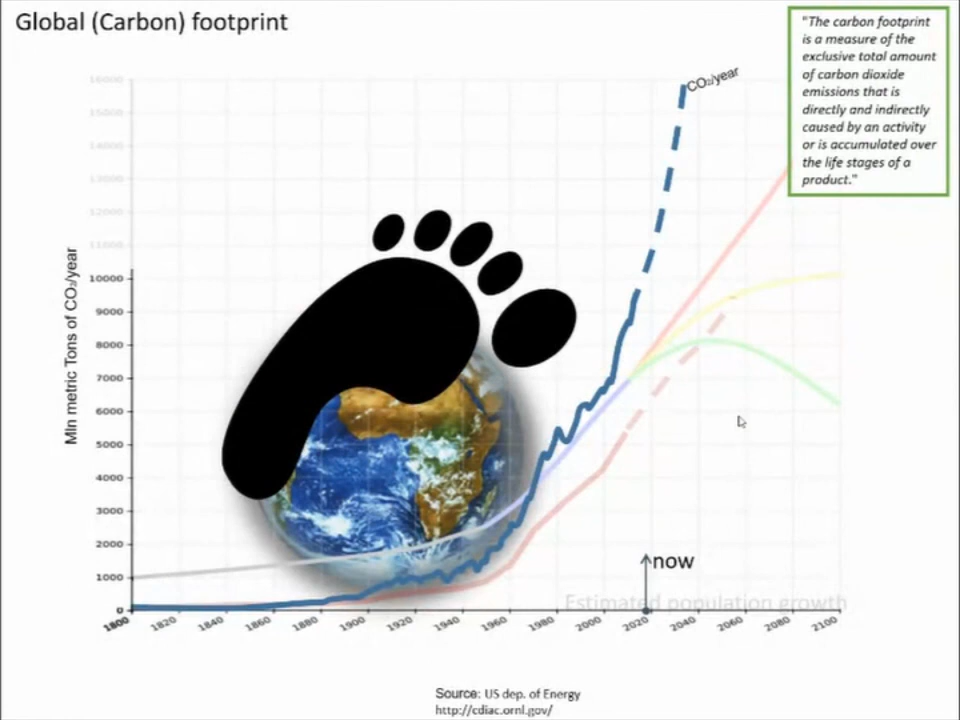 Global (Carbon) footprint
"The carbon footprint
is a measure of the
exclusive total amount
of carbon dioxide
emissions that is
directly and indirectly
caused by an activity
or is accumulated over
the life stages of a
product."
CO₂/year
Mln metric Tons of CO₂/year
16000
15000
14000
13000
12000
11000
10000
9000
8000
7000
6000
5000
4000
3000
2000
1000
0
now
Estimated population growth
1800 1820 1840 1860 1880 1900 1920 1940 1960 1980 2000 2020 2040 2060 2080 2100
Source: US dep. of Energy
http://cdiac.ornl.gov/